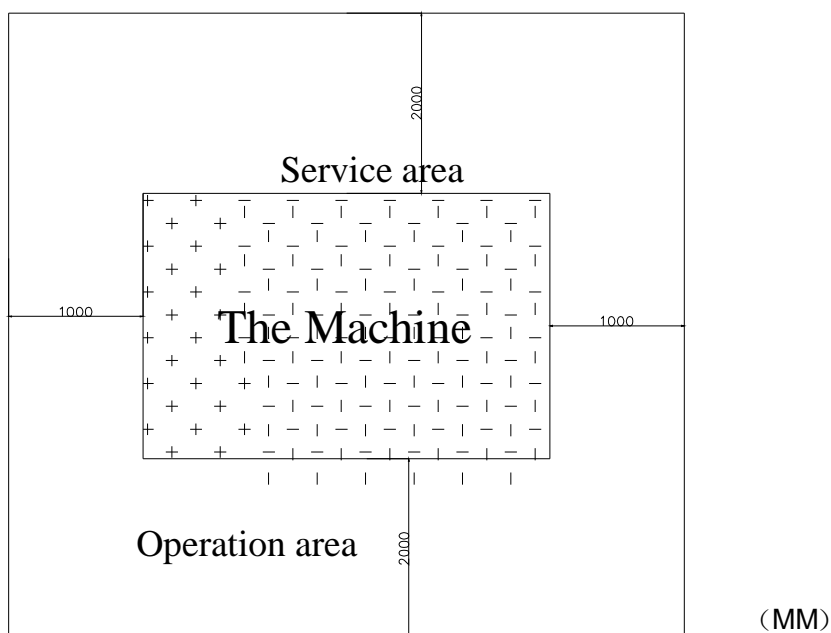 2000
Service area
1000
The Machine
1000
Operation area
2000
（MM）